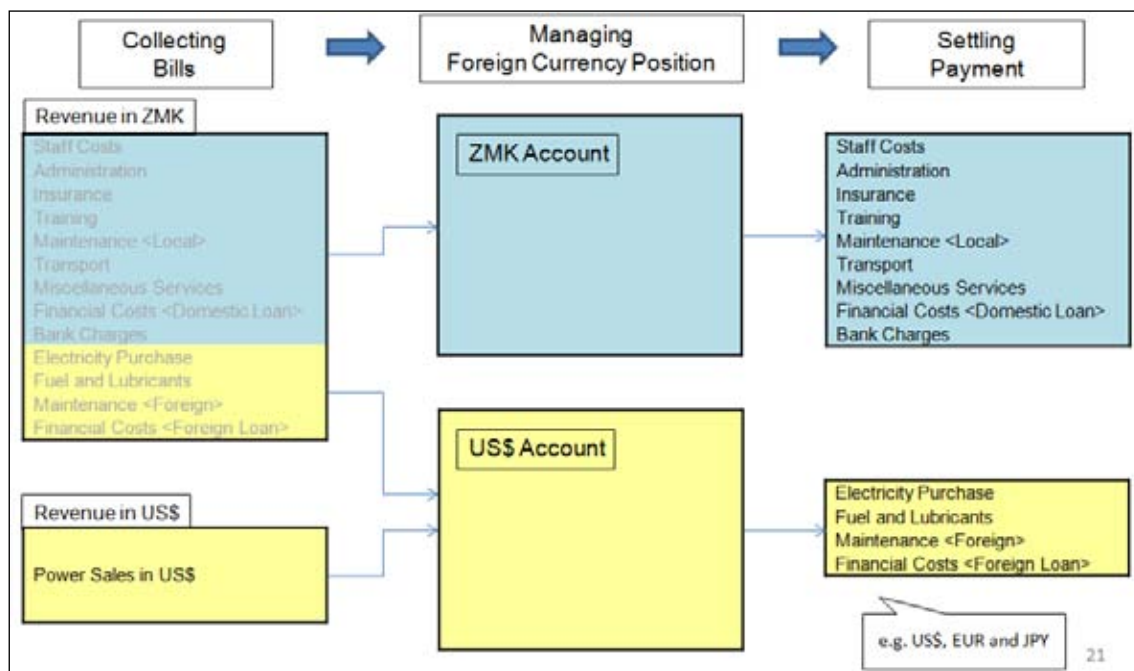 Collecting
Bills
Managing
Foreign Currency Position
Settling
Payment
Revenue in ZMK
Staff Costs
Administration
Insurance
Training
Maintenance <Local>
Transport
Miscellaneous Services
Financial Costs <Domestic Loan>
Bank Charges
Electricity Purchase
Fuel and Lubricants
Maintenance <Foreign>
Financial Costs <Foreign Loan>
Revenue in US$
Power Sales in US$
ZMK Account
US$ Account
Staff Costs
Administration
Insurance
Training
Maintenance <Local>
Transport
Miscellaneous Services
Financial Costs <Domestic Loan>
Bank Charges
Electricity Purchase
Fuel and Lubricants
Maintenance <Foreign>
Financial Costs <Foreign Loan>
e.g. US$, EUR and JPY
21